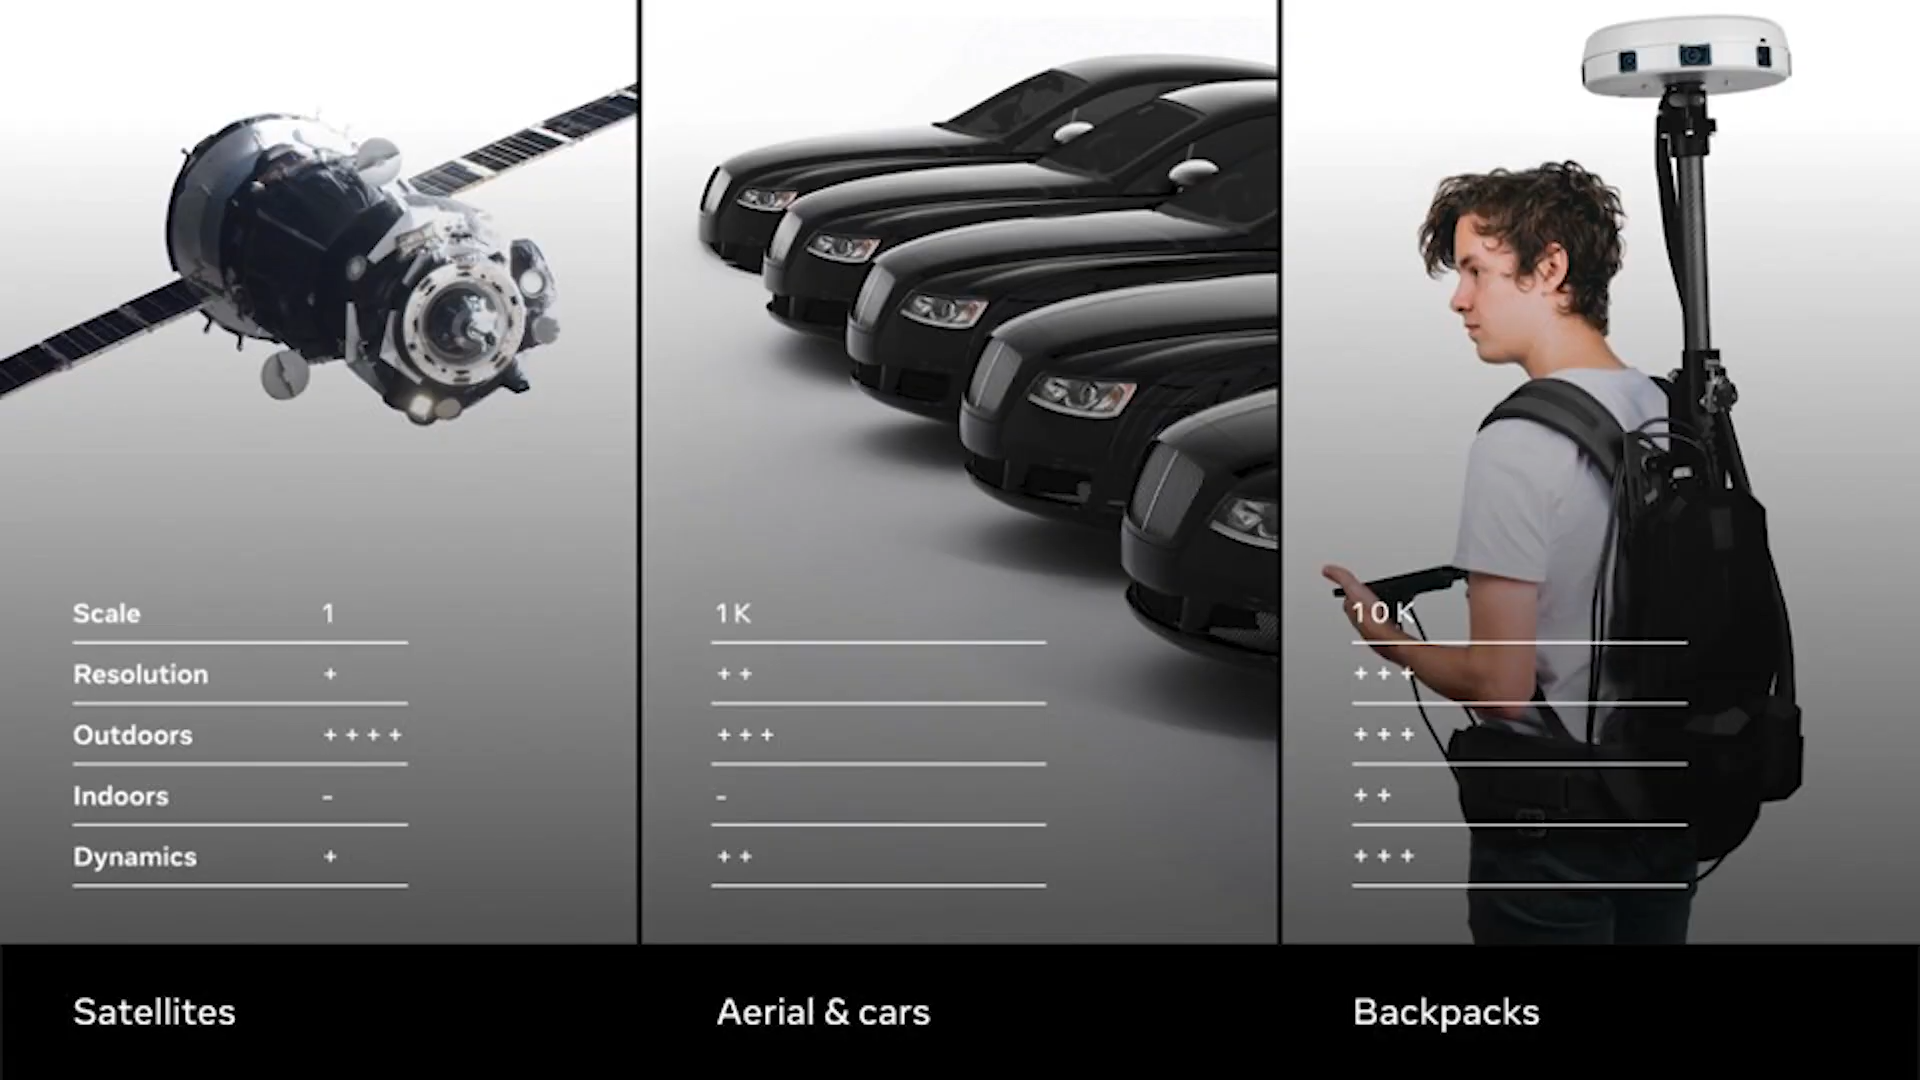 Scale 1
Resolution +
Outdoors ++++
Indoors -
Dynamics +
Satellites
1K
++
+++
-
++
Aerial & cars
10K
+++
+++
++
+++
Backpacks